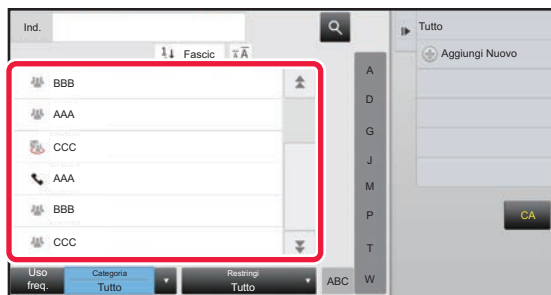 Ind.
Fascic
BBB
AAA
CCC
AAA
BBB
CCC
A
D
G
J
M
P
T
W
Uso freq.
Categoria
Tutto
Restringi
Tutto
ABC
Tutto
Aggiungi Nuovo
CA